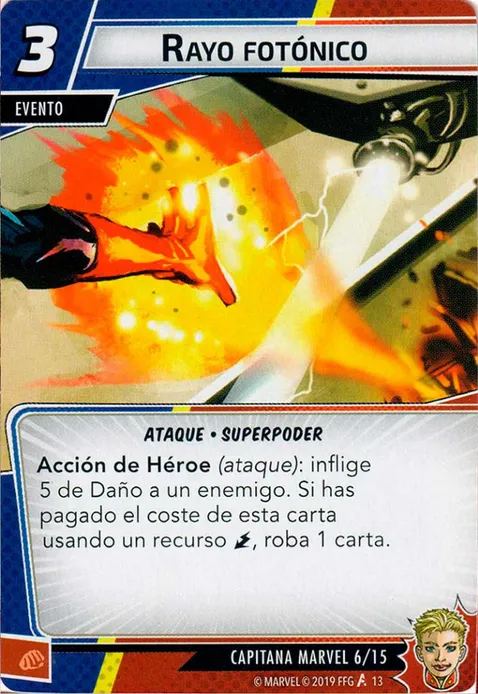 3
RAYO FOTÓNICO
EVENTO
ATAQUE • SUPERPODER
Acción de Héroe (ataque): inflige
5 de Daño a un enemigo. Si has
pagado el coste de esta carta
usando un recurso , roba 1 carta.
CAPITANA MARVEL 6/15
© MARVEL © 2019 FFG 13